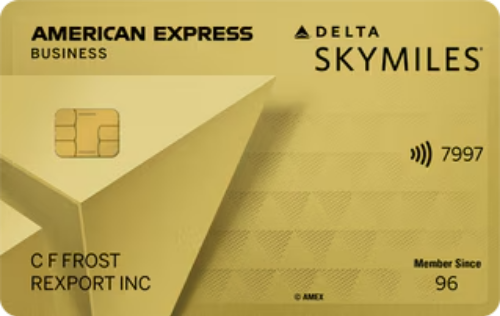 AMERICAN EXPRESS
BUSINESS
DELTA
SKYMILES®
7997
C F FROST
REXPORT INC
Member Since
96
© AMEX